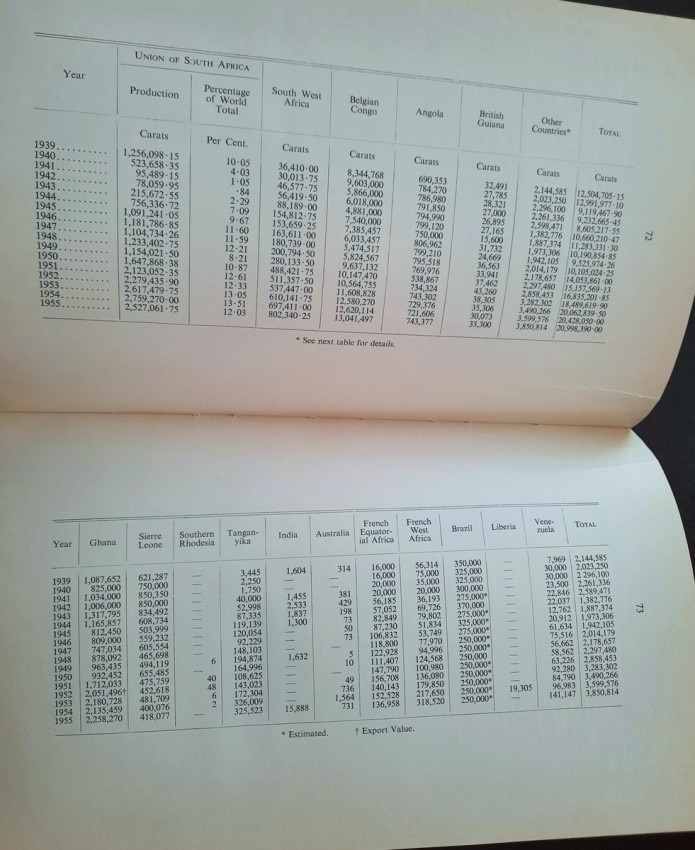 UNION OF SOUTH AFRICA
Year Production Percentage of World Total South West Africa Belgian Congo Angola British Guiana Other Countries* TOTAL
Carats Per Cent. Carats Carats Carats Carats Carats Carats
1939.......... 1,256,098·15 10·05 36,410·00 8,344,768 690,353 32,491 2,144,585 12,504,705·15
1940.......... 523,658·35 4·03 30,013·75 9,603,000 784,270 27,785 2,023,250 12,991,977·10
1941.......... 95,489·15 1·05 46,577·75 5,866,000 786,980 28,321 2,296,100 9,119,467·90
1942.......... 78,059·95 ·84 56,419·50 6,018,000 791,850 27,000 2,261,336 9,232,665·45
1943.......... 215,672·55 2·29 88,189·00 4,881,000 794,990 26,895 2,598,471 8,605,217·55
1944.......... 756,336·72 7·09 154,812·75 7,540,000 799,120 27,165 1,382,776 10,660,210·47
1945.......... 1,091,241·05 9·67 153,659·25 7,385,457 750,000 15,600 1,887,374 11,283,331·30
1946.......... 1,181,786·85 11·60 163,611·00 6,033,457 799,210 31,732 1,973,306 10,190,854·85
1947.......... 1,104,734·26 11·59 180,739·00 5,474,517 806,962 24,669 1,942,105 9,525,974·26
1948.......... 1,233,402·75 12·21 200,794·50 5,824,567 795,518 36,563 2,014,179 10,105,024·25
1949.......... 1,154,021·50 8·21 280,133·50 9,637,132 769,976 33,941 2,178,657 14,053,861·00
1950.......... 1,647,868·38 10·87 488,421·75 10,147,470 538,867 37,462 2,297,480 15,157,569·13
1951.......... 2,123,052·35 12·61 511,357·50 10,564,755 734,324 43,260 2,858,453 16,835,201·85
1952.......... 2,279,435·90 12·33 537,447·00 11,608,828 743,302 38,305 3,282,302 18,489,619·90
1953.......... 2,617,479·75 13·05 610,141·75 12,580,270 729,376 35,306 3,490,266 20,062,839·50
1954.......... 2,759,270·00 13·51 697,411·00 12,620,114 721,606 30,073 3,599,576 20,428,050·00
1955.......... 2,527,061·75 12·03 802,340·25 13,041,497 743,377 33,300 3,850,814 20,998,390·00
* See next table for details.
72
Year Ghana Sierra Leone Southern Rhodesia Tangan-yika India Australia French Equator-ial Africa French West Africa Brazil Liberia Vene-zuela TOTAL
1939 1,087,652 621,287 — 3,445 1,604 314 16,000 56,314 350,000 — 7,969 2,144,585
1940 825,000 750,000 — 2,250 — — 16,000 75,000 325,000 — 30,000 2,023,250
1941 1,034,000 850,350 — 1,750 — — 20,000 35,000 325,000 — 30,000 2 296,100
1942 1,006,000 850,000 — 40,000 1,455 381 20,000 20,000 300,000 — 23,500 2,261,336
1943 1,317,795 834,492 — 52,998 2,533 429 56,185 36,193 275,000* — 22,846 2,589,471
1944 1,165,857 608,734 — 87,335 1,837 198 57,052 69,726 370,000 — 22,037 1,382,776
1945 812,450 503,999 — 119,139 1,300 73 82,849 79,802 275,000* — 12,762 1,887,374
1946 809,000 559,232 — 120,054 — 50 87,230 51,834 325,000* — 20,912 1,973,306
1947 747,034 605,554 — 92,229 — 73 106,832 53,749 275,000* — 61,634 1,942,105
1948 878,092 465,698 — 148,103 — — 118,800 77,970 250,000* — 75,516 2,014,179
1949 963,435 494,119 6 194,874 1,632 5 122,928 94,996 250,000* — 56,662 2,178,657
1950 932,452 655,485 — 164,996 — 10 111,407 124,568 250,000* — 58,562 2,297,480
1951 1,712,033 475,759 40 108,625 — — 147,790 100,980 250,000* — 63,226 2,858,453
1952 2,051,496† 452,618 48 143,023 — 49 156,708 136,080 250,000* — 92,280 3,283,302
1953 2,180,728 481,709 6 172,304 — 736 140,143 179,850 250,000* — 84,790 3,490,266
1954 2,135,459 400,076 2 326,009 — 1,564 152,528 217,650 250,000* 19,305 96,983 3,599,576
1955 2,258,270 418,077 — 325,523 15,888 731 136,958 318,520 250,000* — 141,147 3,850,814
* Estimated. † Export Value.
73